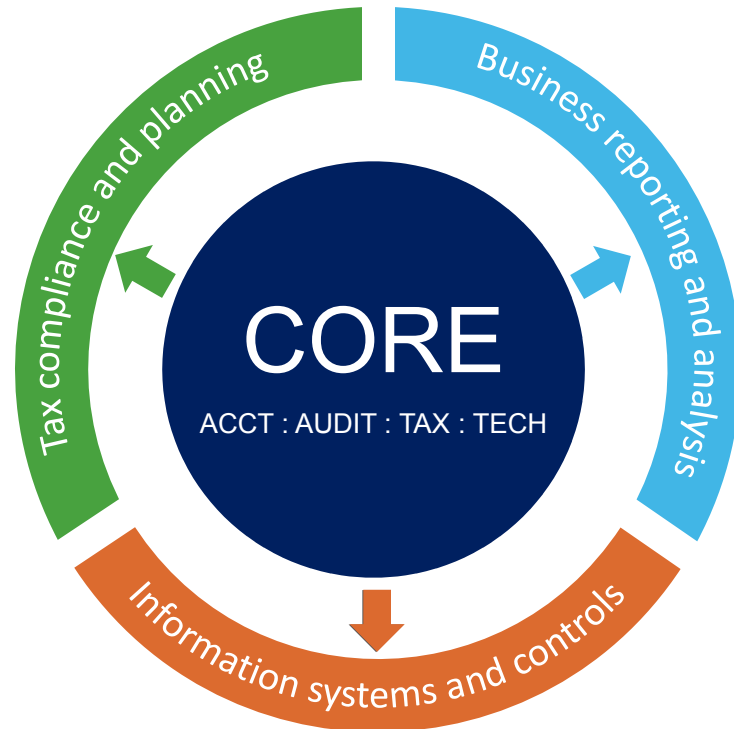 Tax compliance and planning
Business reporting and analysis
CORE
ACCT : AUDIT : TAX : TECH
Information systems and controls